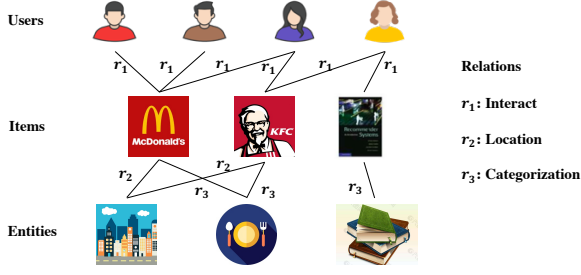 Users
r₁ r₁ r₁ r₁ r₁ r₁
Relations
Items
McDonald's
KFC
Recommender
Systems
r₁: Interact
r₂: Location
r₃: Categorization
r₂ r₃ r₂ r₃ r₃
Entities